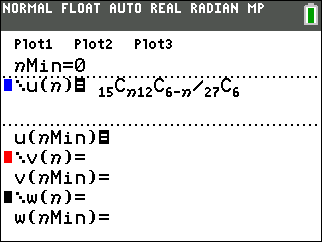 NORMAL FLOAT AUTO REAL RADIAN MP
Plot1 Plot2 Plot3
nMin=0
u(n)= ₁₅Cₙ₁₂C₆₋ₙ/₂₇C₆
u(nMin)=
v(n)=
v(nMin)=
w(n)=
w(nMin)=